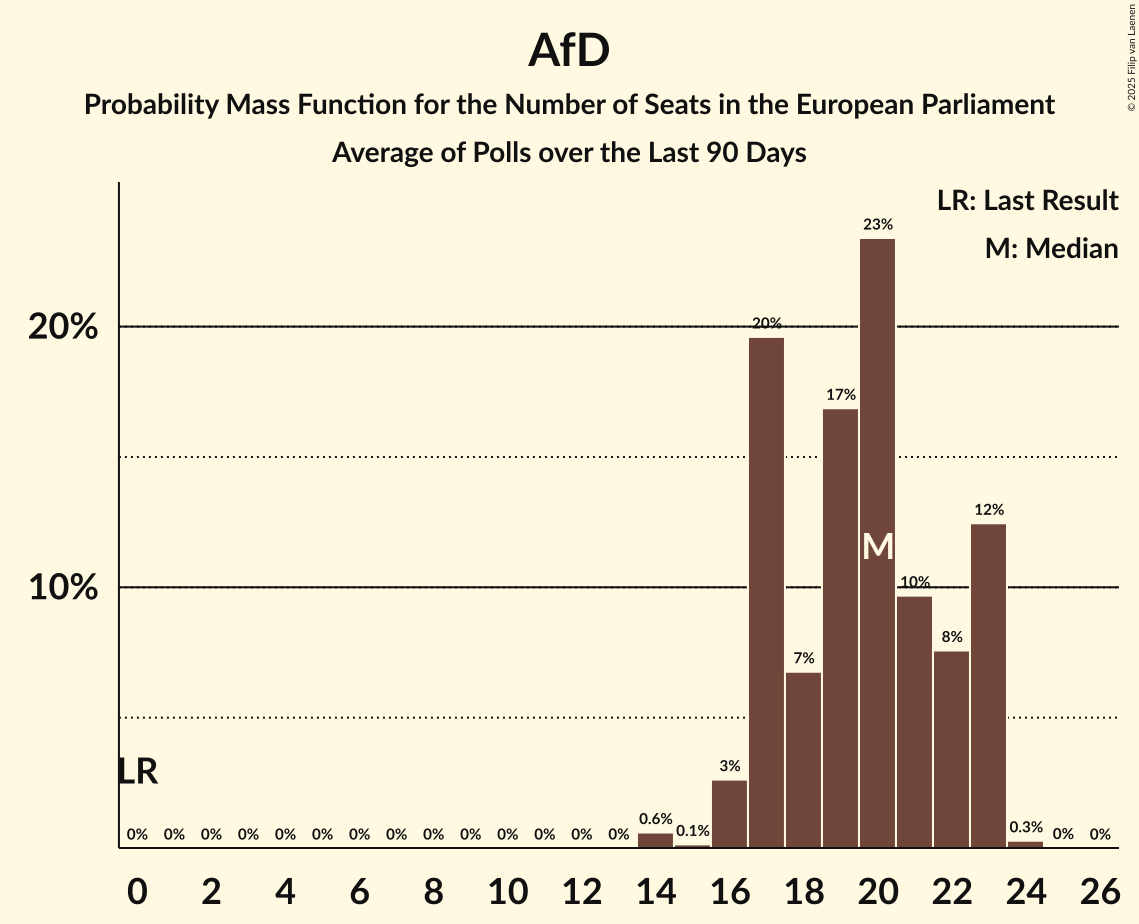 AfD
Probability Mass Function for the Number of Seats in the European Parliament
Average of Polls over the Last 90 Days
© 2025 Filip van Laenen
LR: Last Result
M: Median
23%
20%
20%
17%
12%
M
10%
10%
8%
7%
LR
3%
0% 0% 0% 0% 0% 0% 0% 0% 0% 0% 0% 0% 0% 0% 0.6% 0.1% 0.3% 0% 0%
0 2 4 6 8 10 12 14 16 18 20 22 24 26